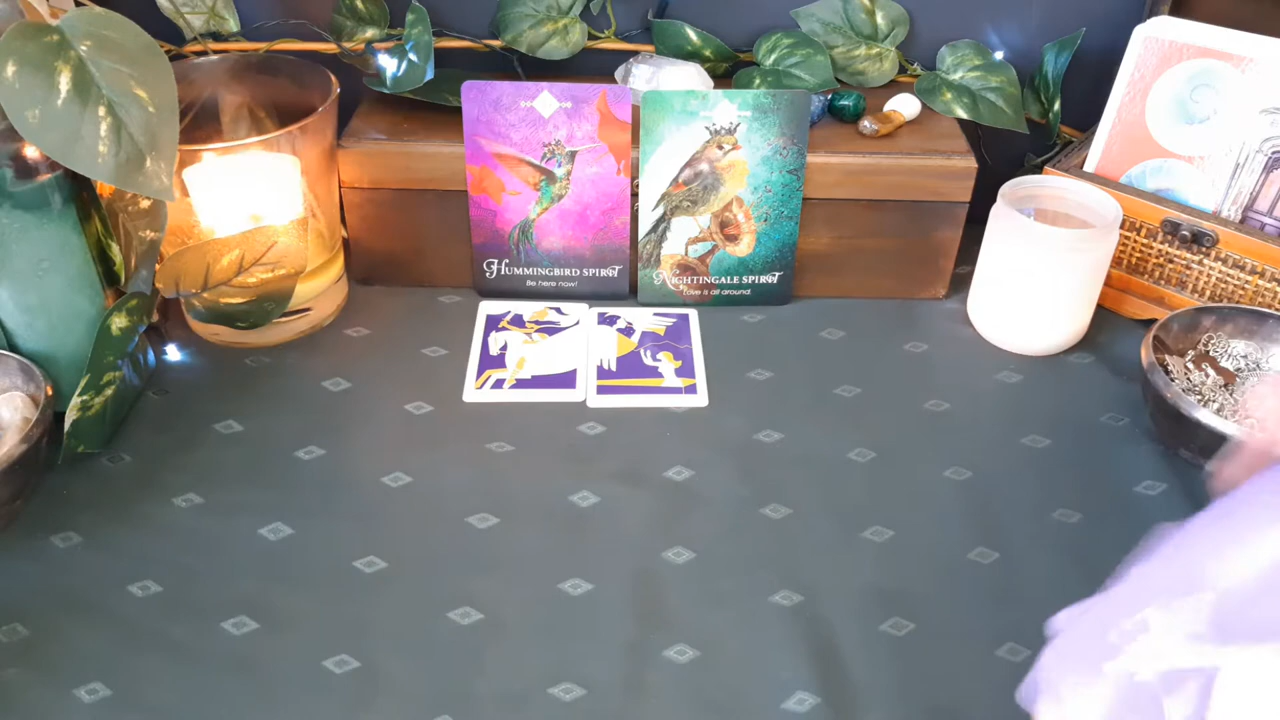 HUMMINGBIRD SPIRIT
Be here now!
NIGHTINGALE SPIRIT
Love is all around.